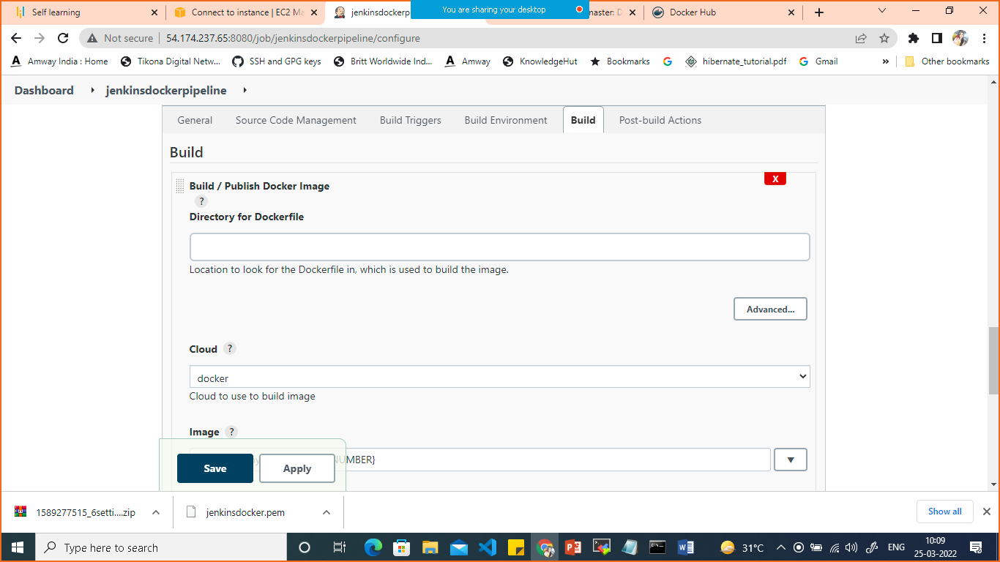 Self learning
Connect to instance | EC2 Ma
jenkinsdockerp
You are sharing your desktop
naster: D
Docker Hub
Not secure
54.174.237.65:8080/job/jenkinsdockerpipeline/configure
Amway India : Home
Tikona Digital Netw...
SSH and GPG keys
Britt Worldwide Ind...
Amway
KnowledgeHut
Bookmarks
hibernate_tutorial.pdf
Gmail
»
Other bookmarks
Dashboard
jenkinsdockerpipeline
General
Source Code Management
Build Triggers
Build Environment
Build
Post-build Actions
Build
X
Build / Publish Docker Image
?
Directory for Dockerfile
Location to look for the Dockerfile in, which is used to build the image.
Advanced...
Cloud ?
docker
Cloud to use to build image
Image ?
NUMBER}
Save
Apply
1589277515_6setti....zip
jenkinsdocker.pem
Show all
Type here to search
31°C
ENG
10:09
25-03-2022